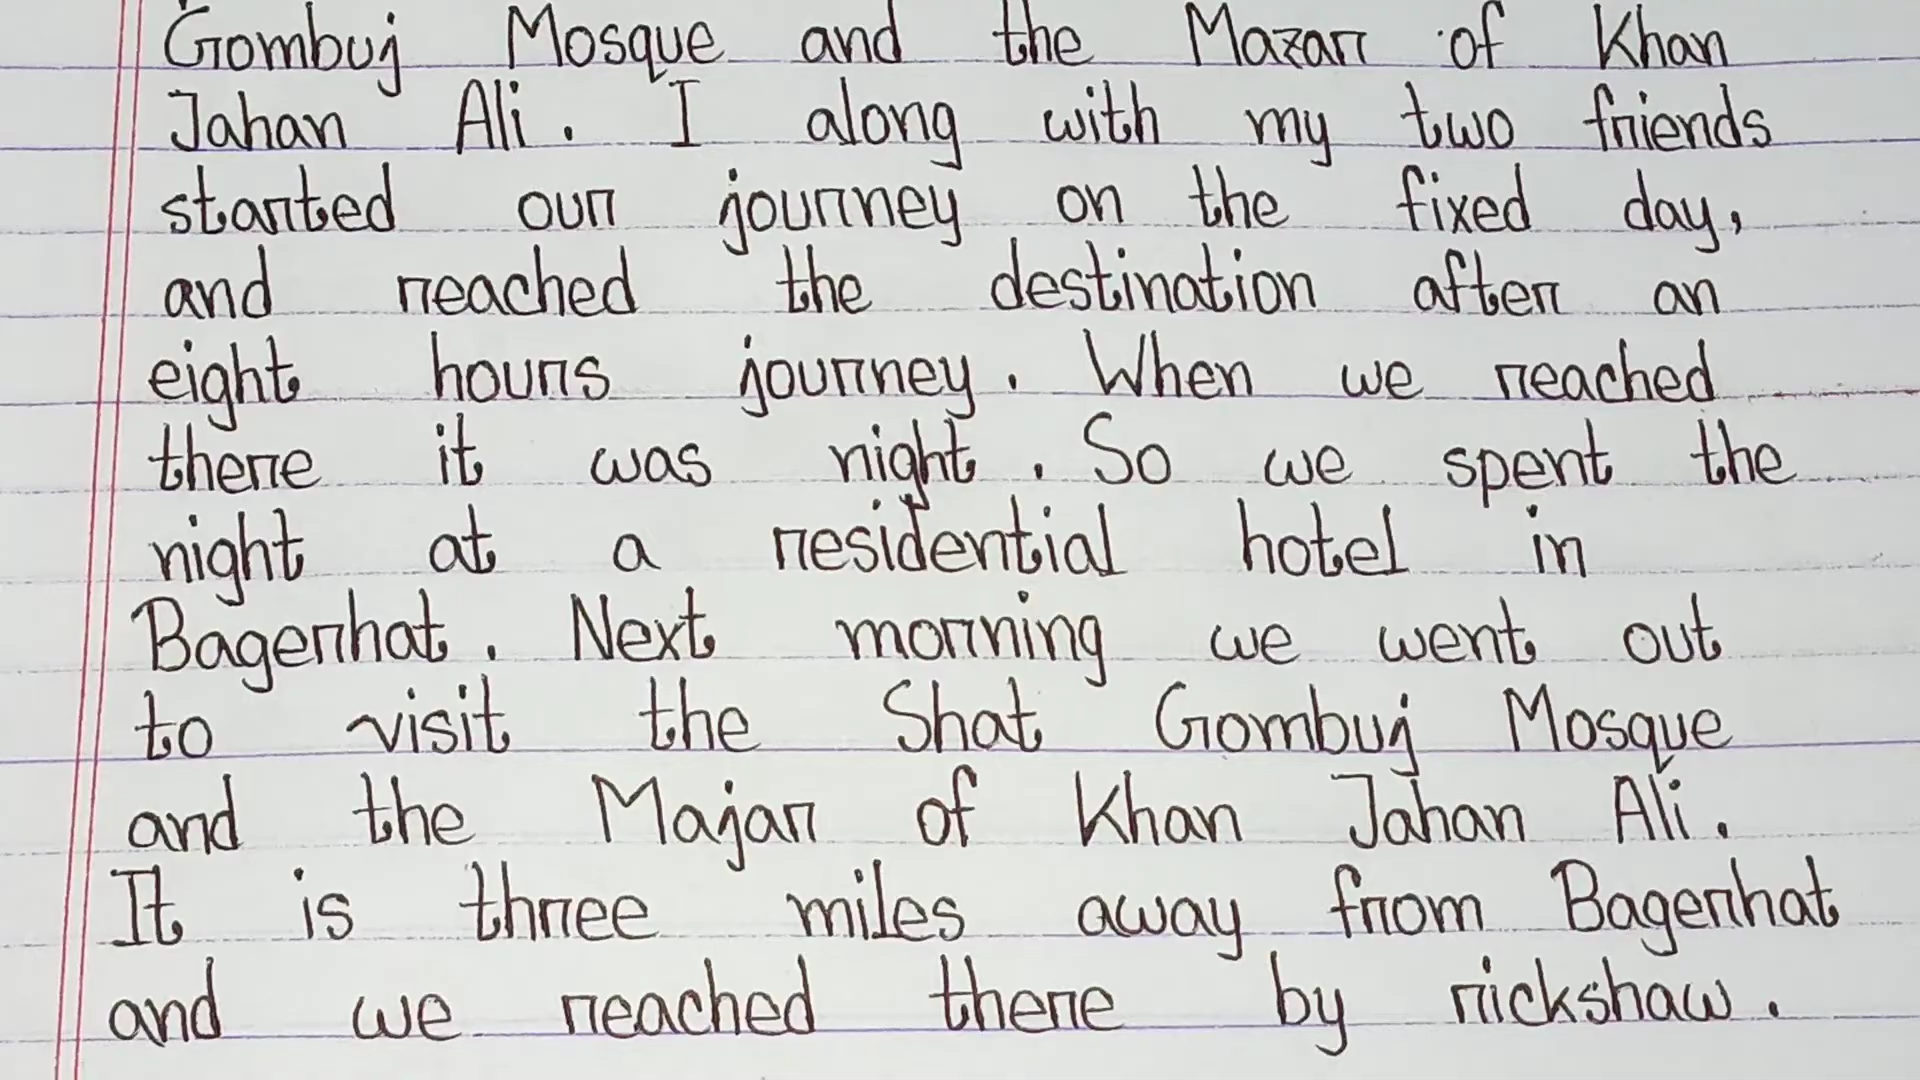 Gombuj Mosque and the Mazar of Khan
Jahan Ali. I along with my two friends
started our journey on the fixed day,
and reached the destination after an
eight hours journey. When we reached
there it was night. So we spent the
night at a residential hotel in
Bagerhat. Next morning we went out
to visit the Shat Gombuj Mosque
and the Majar of Khan Jahan Ali.
It is three miles away from Bagerhat
and we reached there by rickshaw.